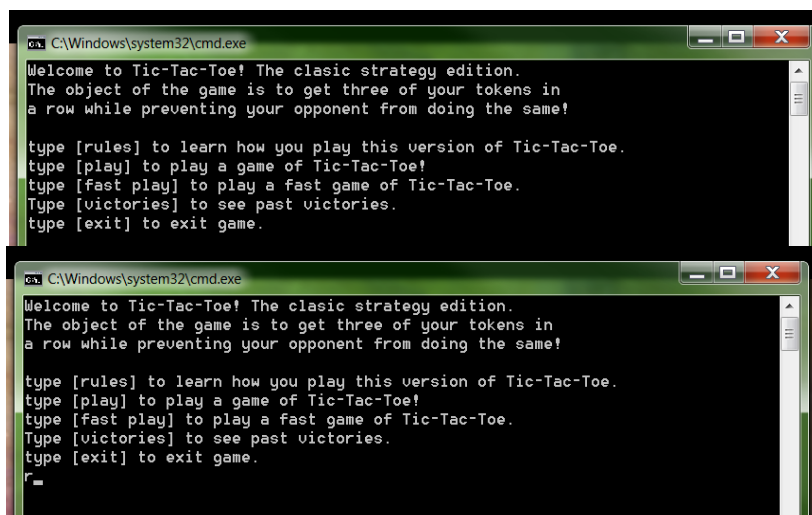 C:\Windows\system32\cmd.exe
Welcome to Tic-Tac-Toe! The clasic strategy edition.
The object of the game is to get three of your tokens in
a row while preventing your opponent from doing the same!
type [rules] to learn how you play this version of Tic-Tac-Toe.
type [play] to play a game of Tic-Tac-Toe!
type [fast play] to play a fast game of Tic-Tac-Toe.
Type [victories] to see past victories.
type [exit] to exit game.
C:\Windows\system32\cmd.exe
Welcome to Tic-Tac-Toe! The clasic strategy edition.
The object of the game is to get three of your tokens in
a row while preventing your opponent from doing the same!
type [rules] to learn how you play this version of Tic-Tac-Toe.
type [play] to play a game of Tic-Tac-Toe!
type [fast play] to play a fast game of Tic-Tac-Toe.
Type [victories] to see past victories.
type [exit] to exit game.
r_